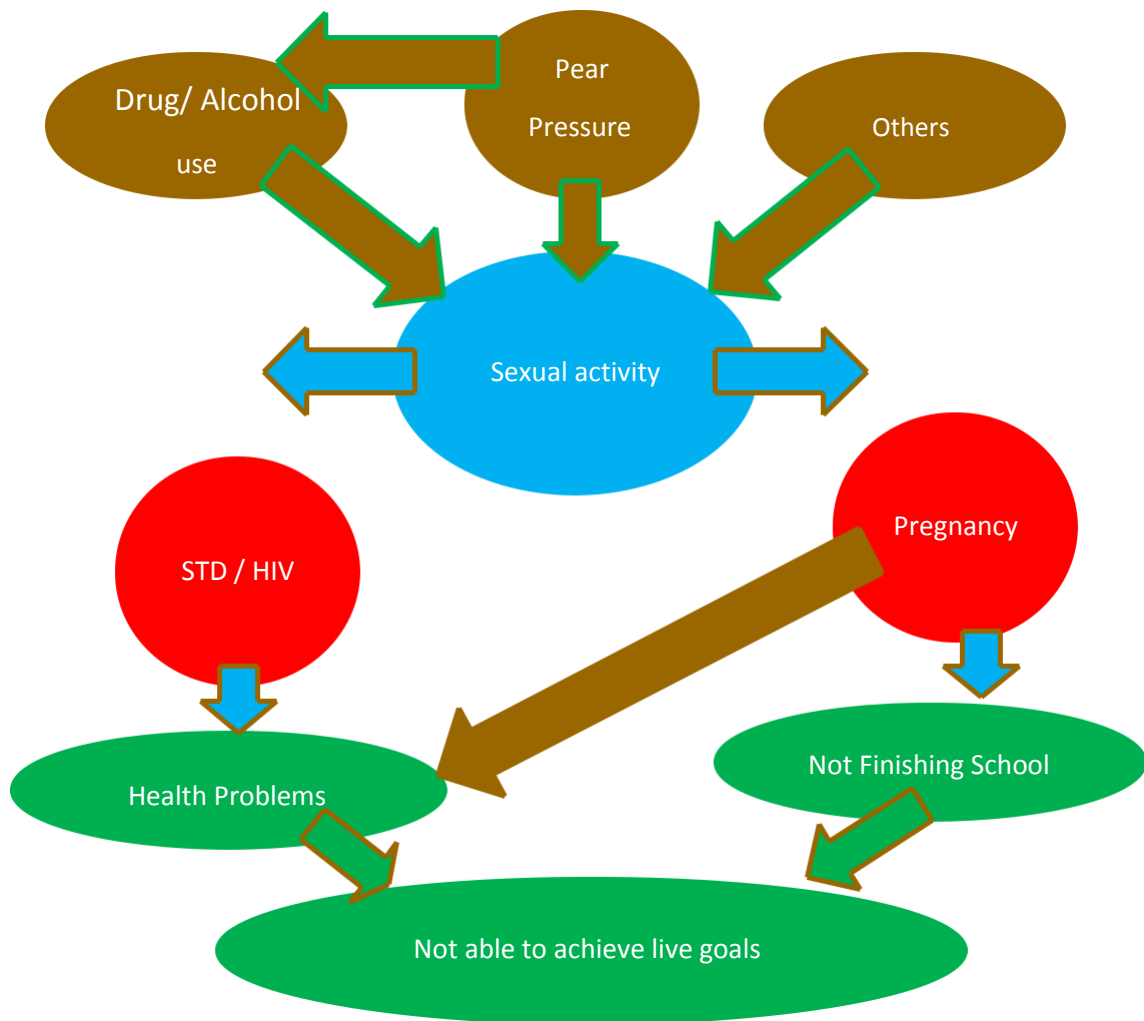 Drug/ Alcohol
use
Pear
Pressure
Others
Sexual activity
STD / HIV
Pregnancy
Health Problems
Not Finishing School
Not able to achieve live goals